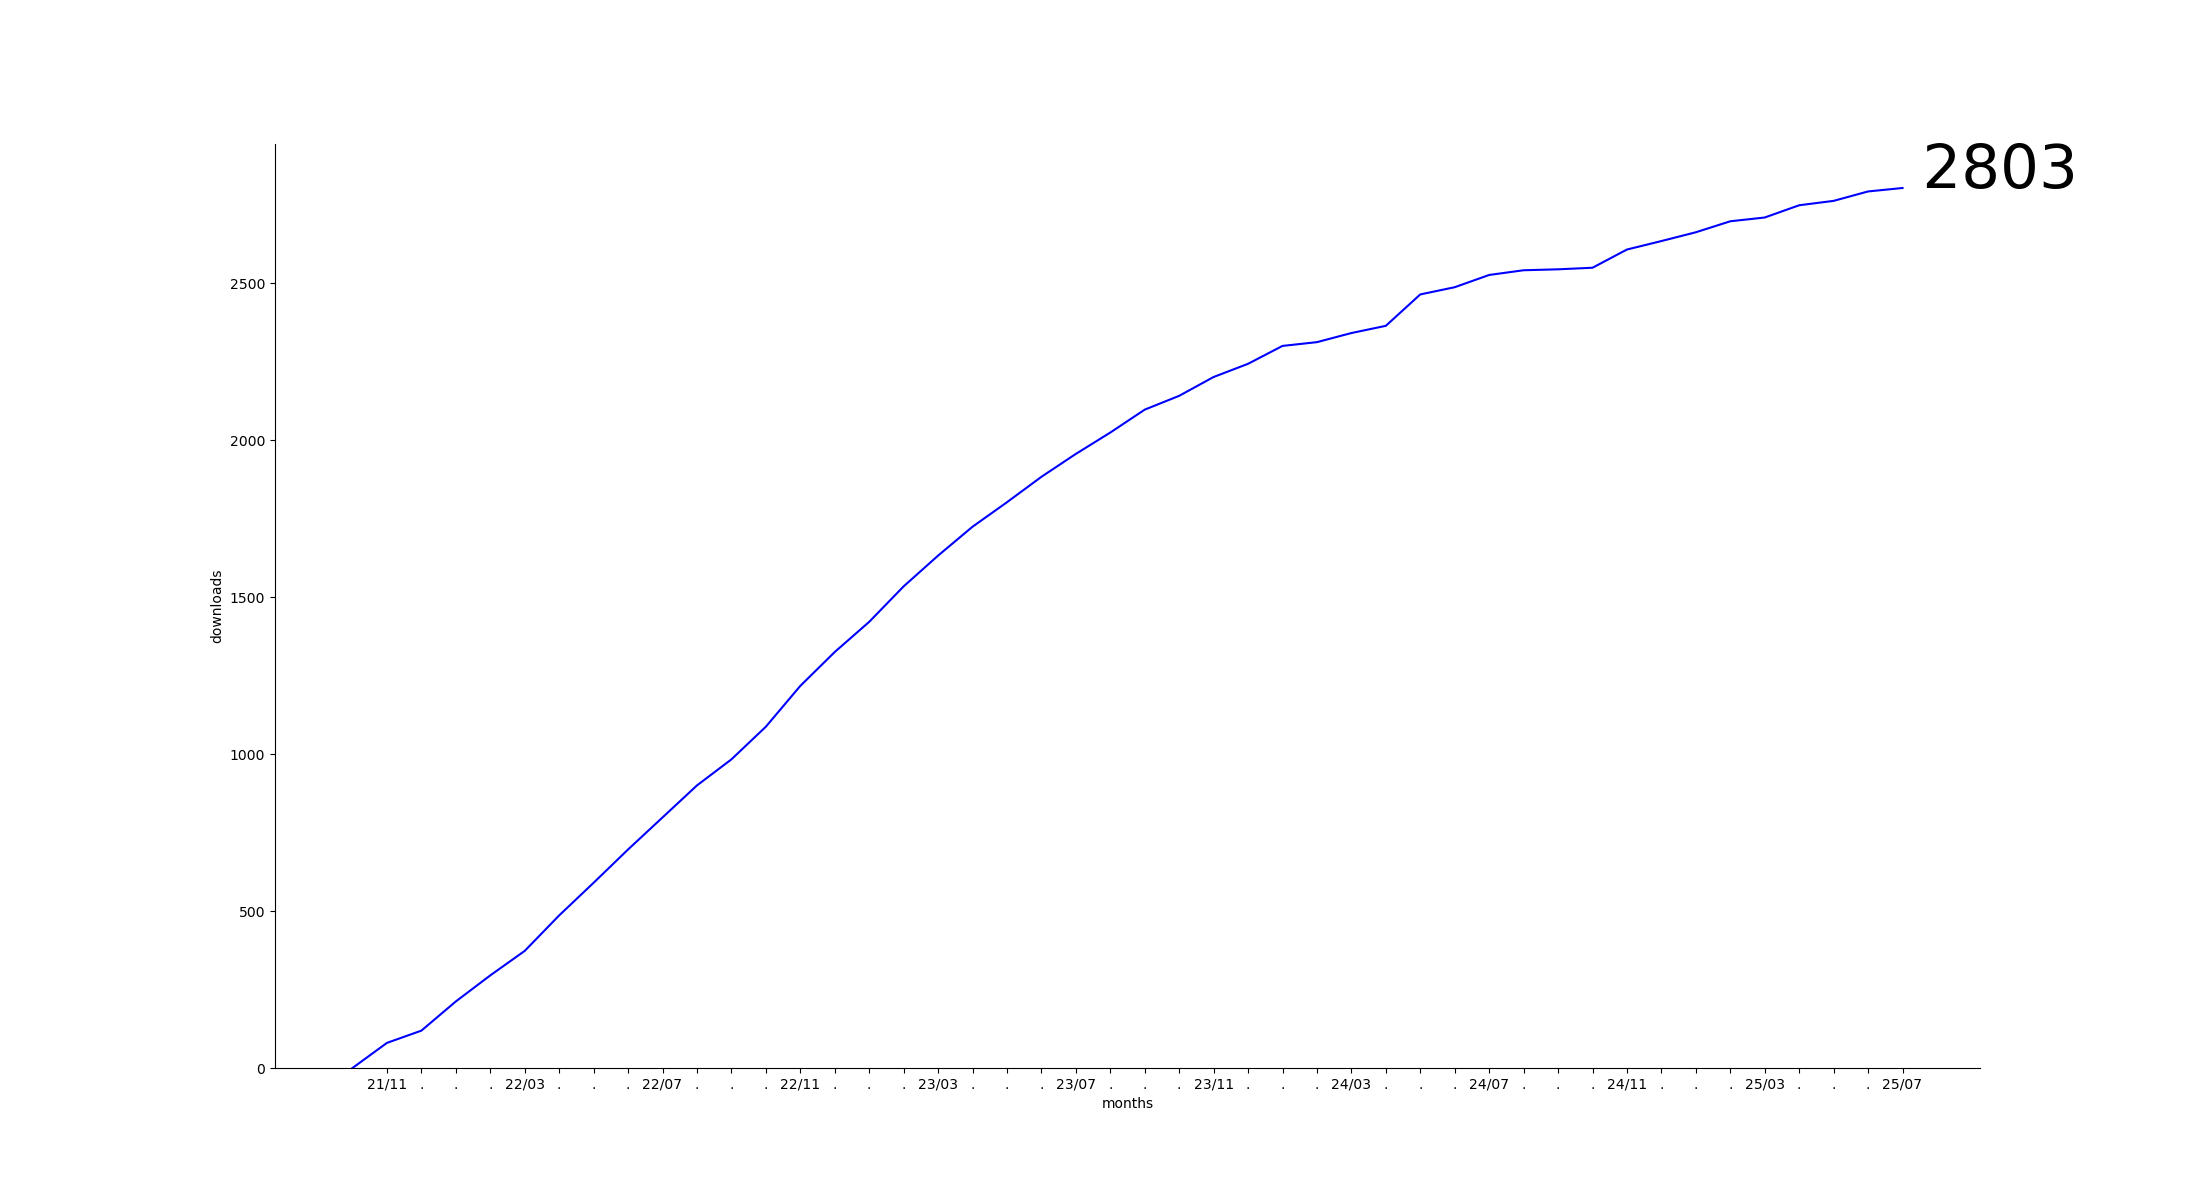 2803
2500
2000
1500
1000
500
0
downloads
21/11 . . . 22/03 . . . 22/07 . . . 22/11 . . . 23/03 . . . 23/07 . . . 23/11 . . . 24/03 . . . 24/07 . . . 24/11 . . . 25/03 . . . 25/07
months